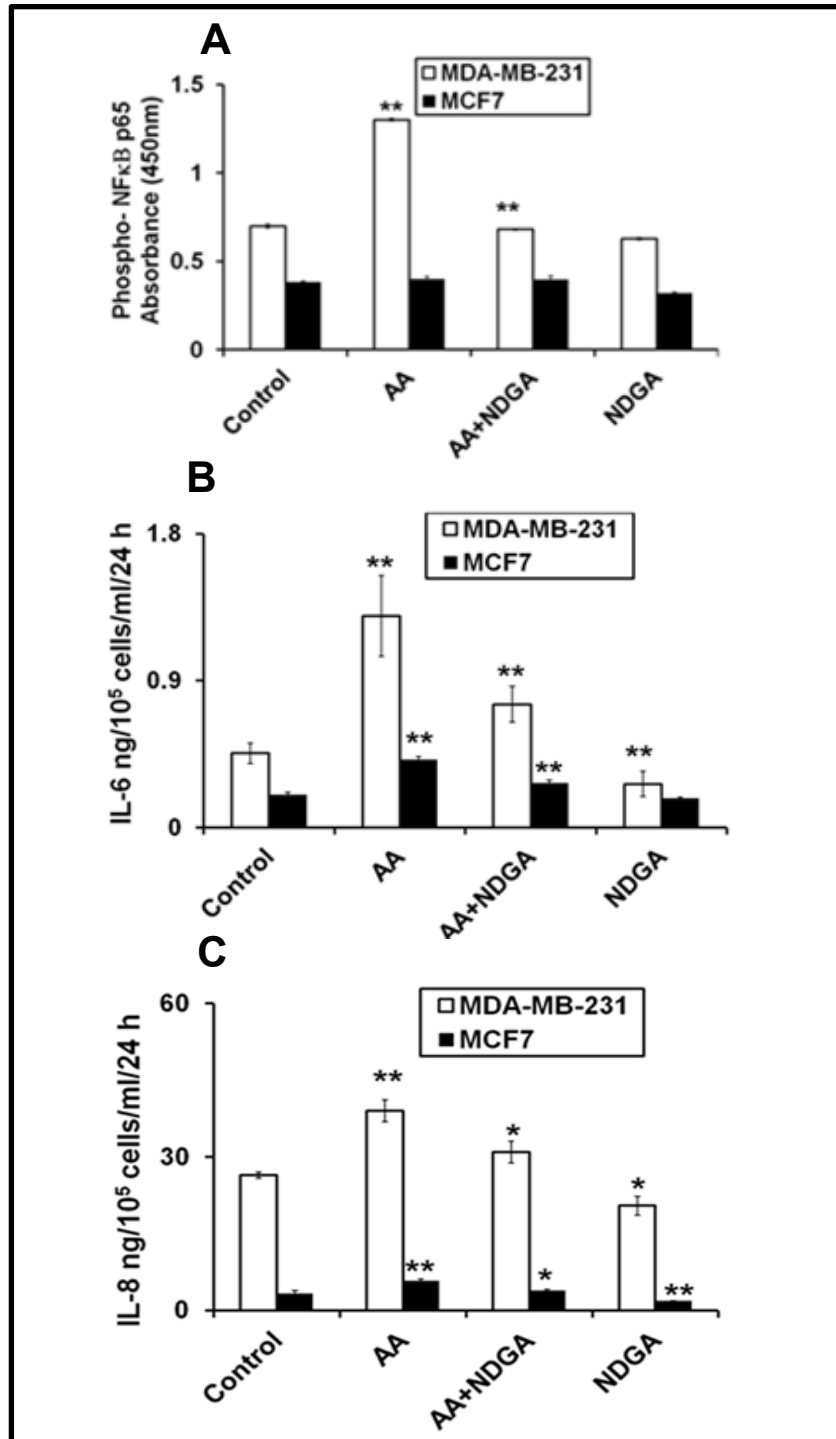 A
Phospho- NFκB p65
Absorbance (450nm)
1.5
1
0.5
0
MDA-MB-231
MCF7
**
**
Control
AA
AA+NDGA
NDGA
B
IL-6 ng/10⁵ cells/ml/24 h
1.8
0.9
0
MDA-MB-231
MCF7
**
**
**
**
**
Control
AA
AA+NDGA
NDGA
C
IL-8 ng/10⁵ cells/ml/24 h
60
30
0
MDA-MB-231
MCF7
**
**
*
*
*
**
Control
AA
AA+NDGA
NDGA